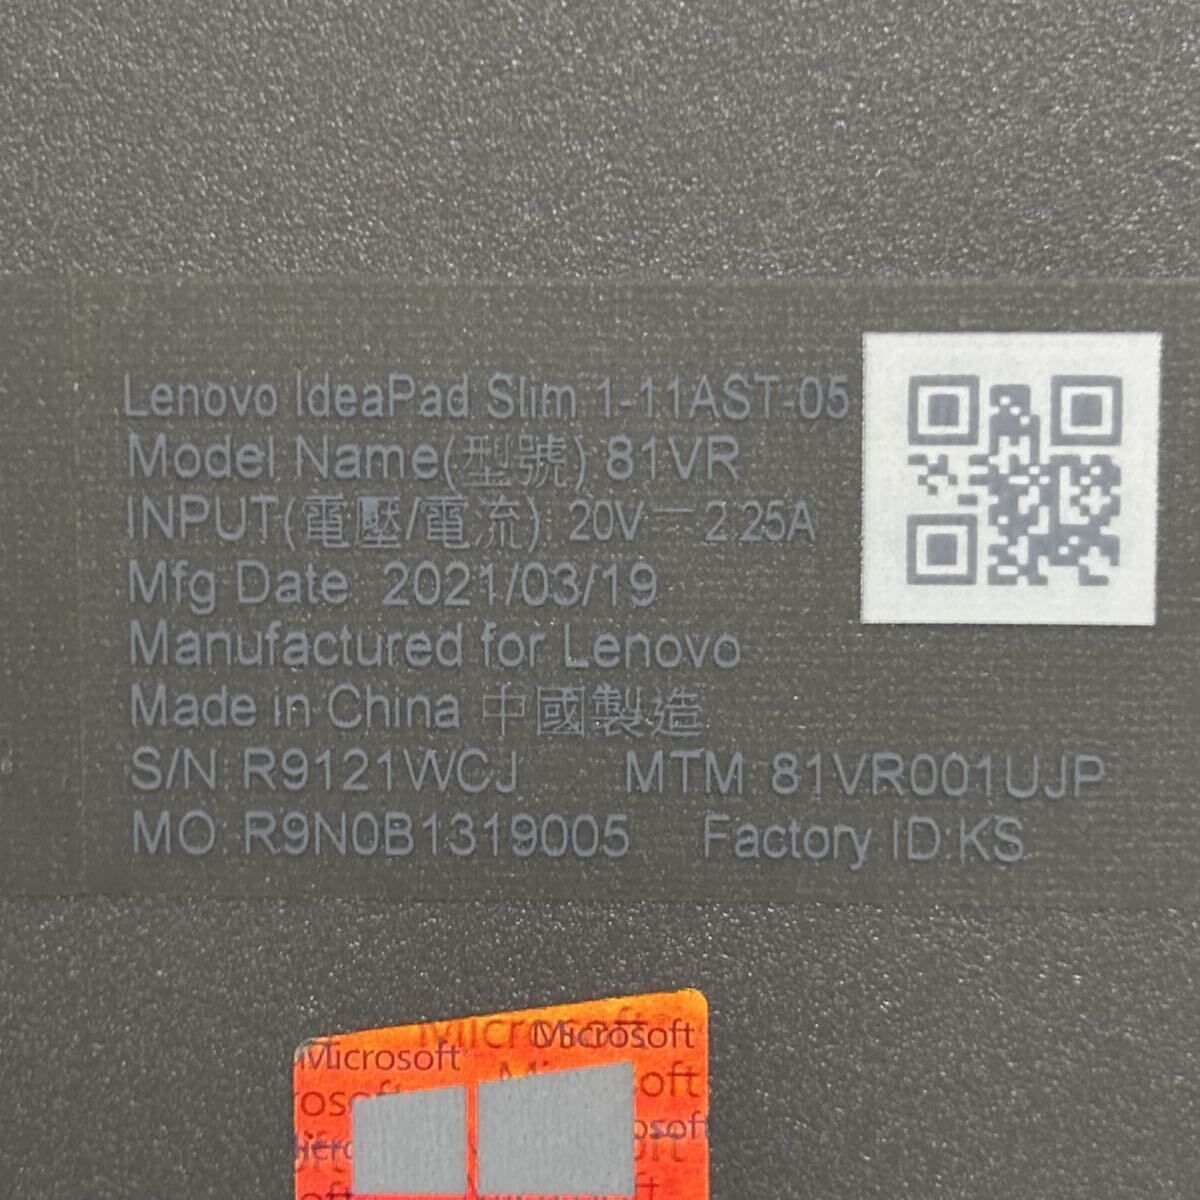 Lenovo IdeaPad Slim 1-11AST-05
Model Name(型號) 81VR
INPUT(電壓/電流): 20V⎓2.25A
Mfg Date: 2021/03/19
Manufactured for Lenovo
Made in China 中國製造
S/N: R9121WCJ MTM: 81VR001UJP
MO: R9N0B1319005 Factory ID:KS
Microsoft Microsoft
Microsoft